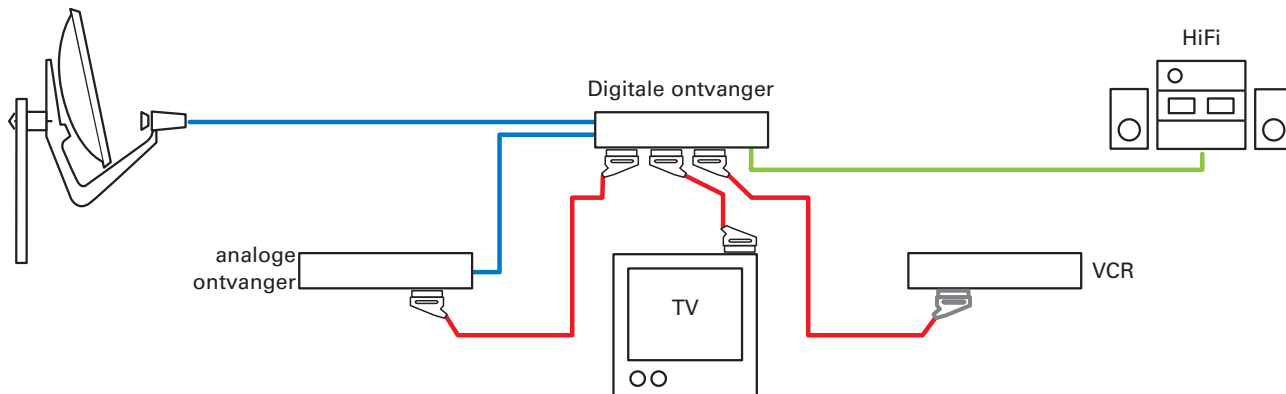 HiFi
Digitale ontvanger
analoge
ontvanger
TV
VCR